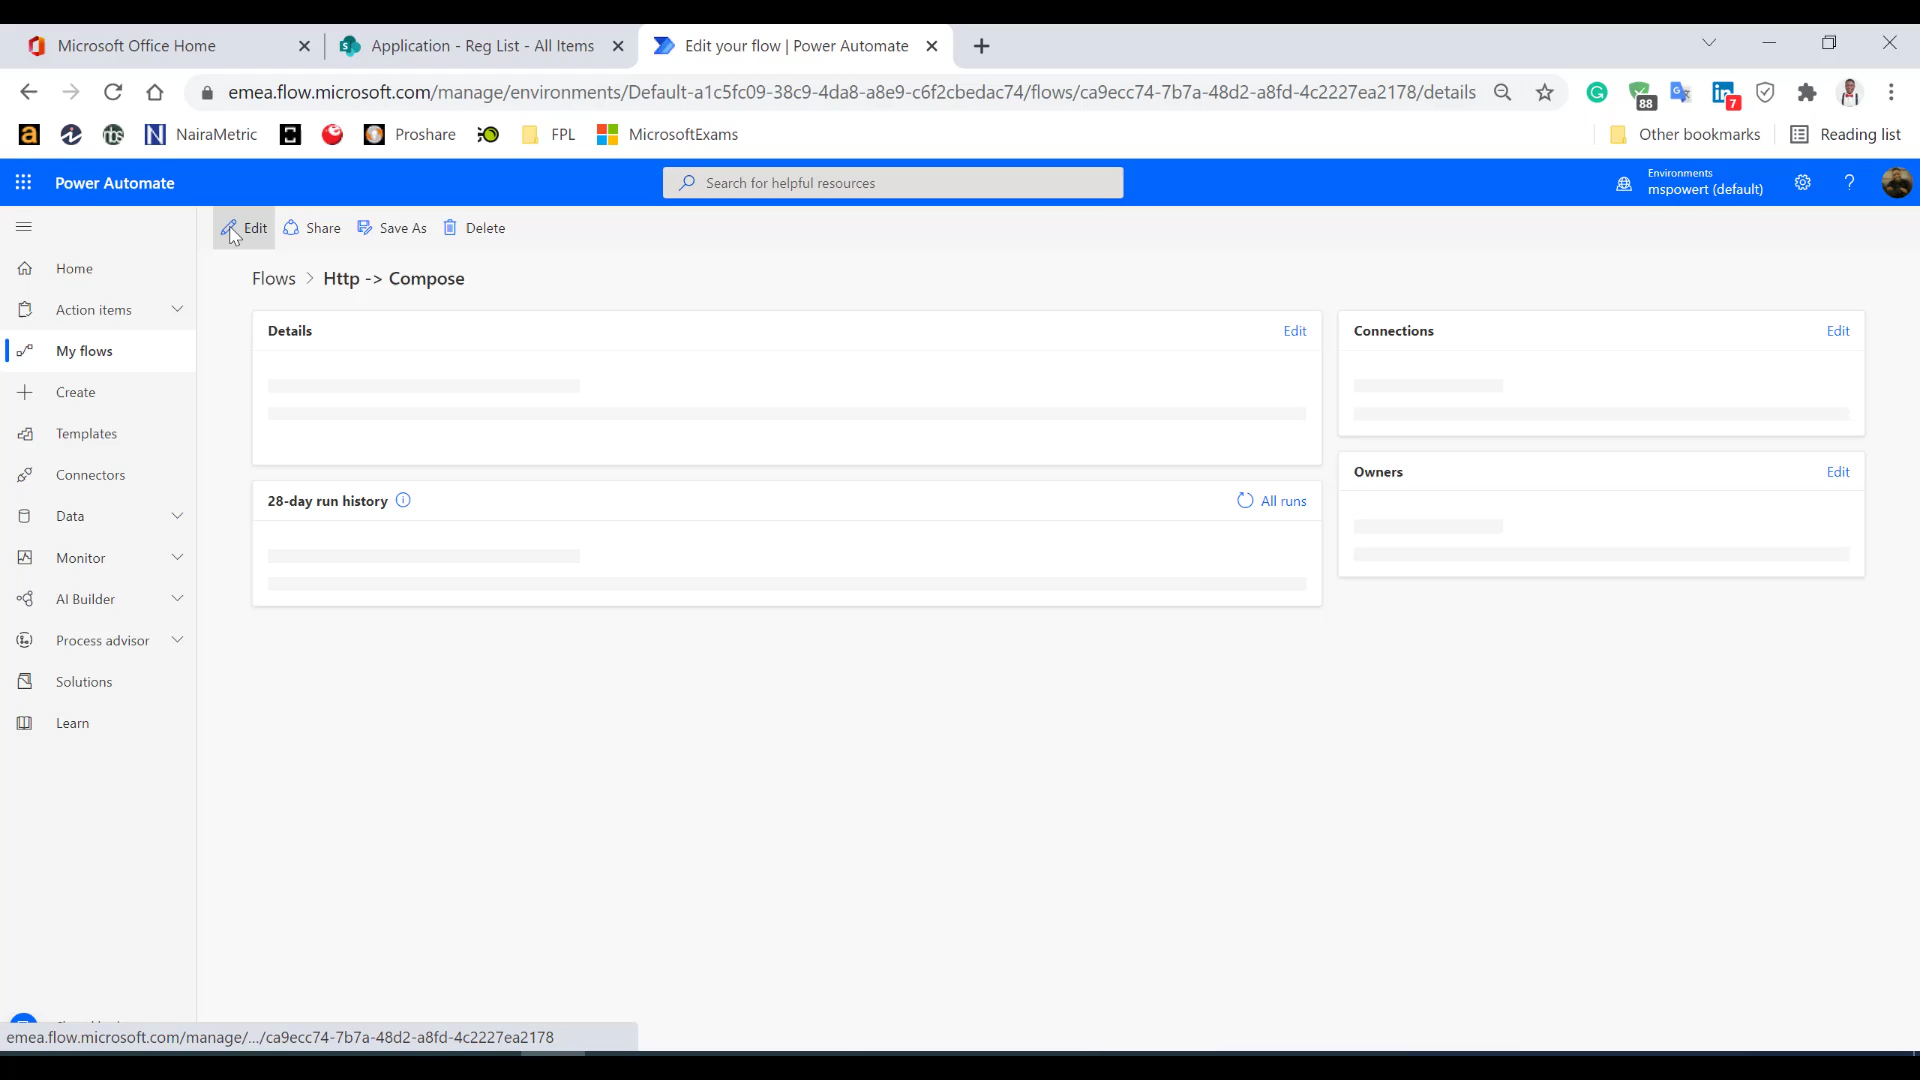 Microsoft Office Home
Application - Reg List - All Items
Edit your flow | Power Automate
emea.flow.microsoft.com/manage/environments/Default-a1c5fc09-38c9-4da8-a8e9-c6f2cbedac74/flows/ca9ecc74-7b7a-48d2-a8fd-4c2227ea2178/details
88
7
NairaMetric
Proshare
FPL
MicrosoftExams
Other bookmarks
Reading list
Power Automate
Search for helpful resources
Environments
mspowert (default)
Edit
Share
Save As
Delete
Flows > Http -> Compose
Home
Action items
My flows
Create
Templates
Connectors
Data
Monitor
AI Builder
Process advisor
Solutions
Learn
Details
Edit
Connections
Edit
28-day run history
All runs
Owners
Edit
emea.flow.microsoft.com/manage/.../ca9ecc74-7b7a-48d2-a8fd-4c2227ea2178